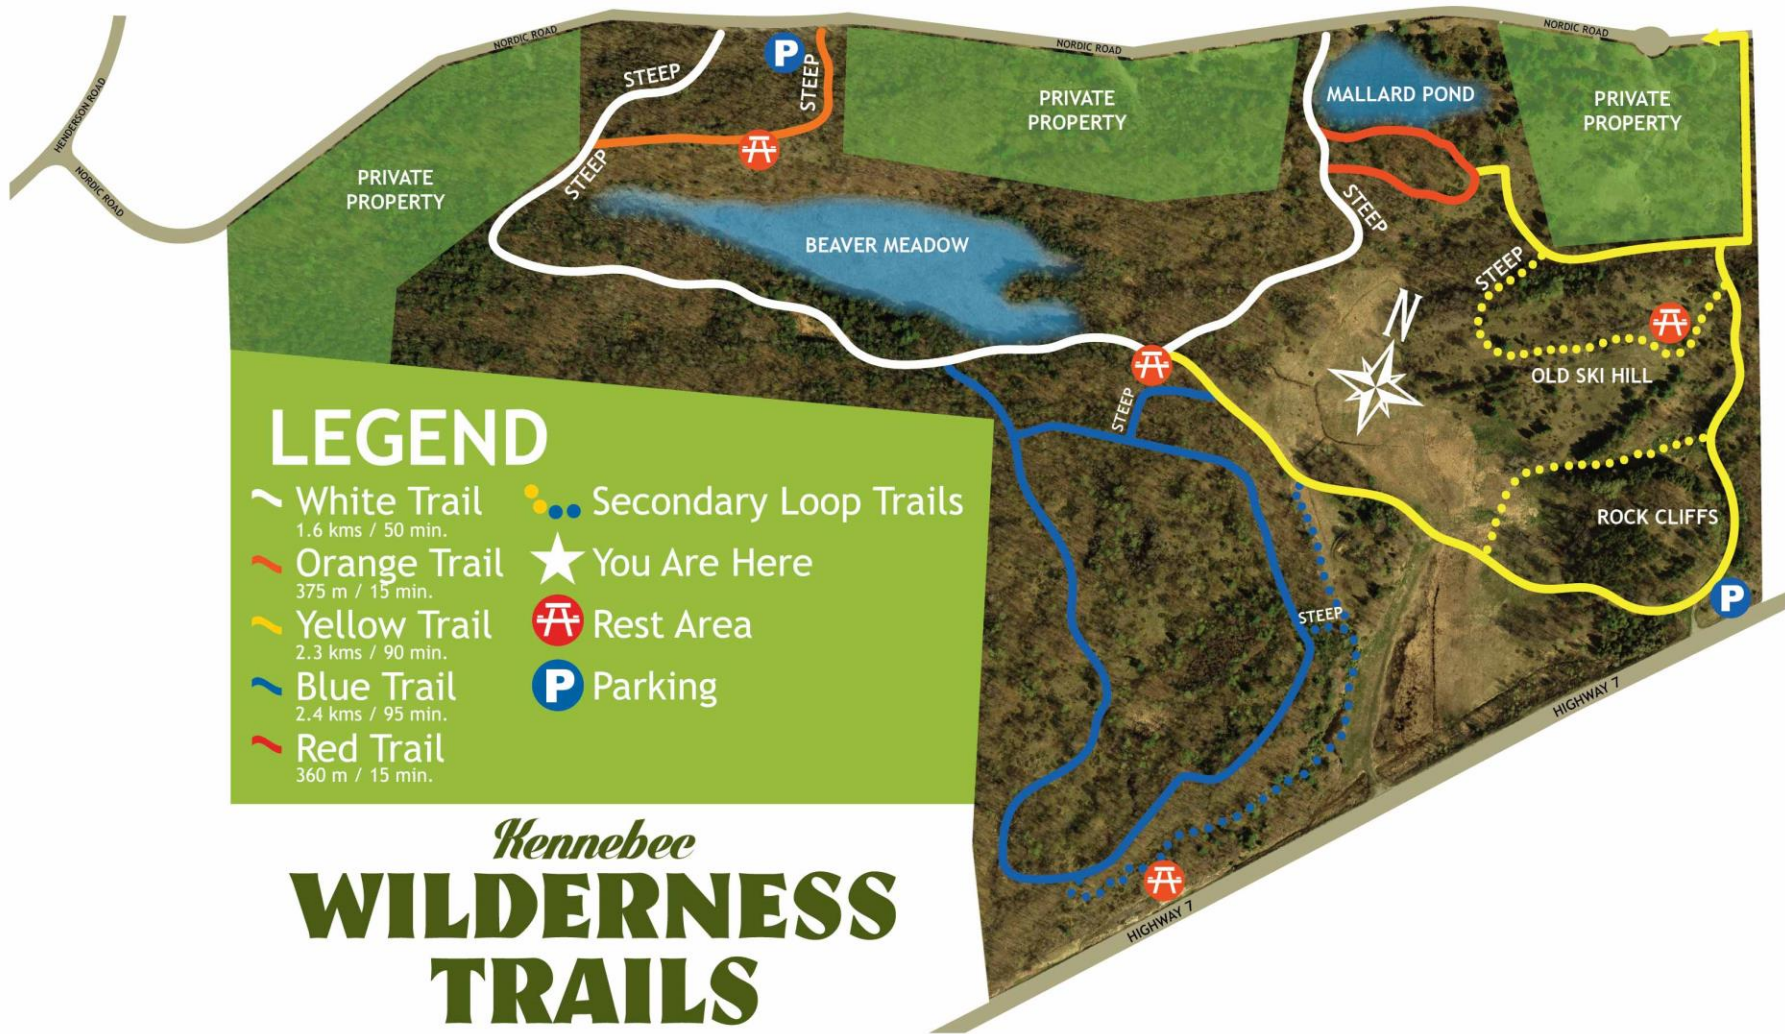 NORDIC ROAD
NORDIC ROAD
NORDIC ROAD
HENDERSON ROAD
NORDIC ROAD
P
STEEP
STEEP
STEEP
STEEP
STEEP
MALLARD POND
PRIVATE
PROPERTY
PRIVATE
PROPERTY
PRIVATE
PROPERTY
BEAVER MEADOW
N
OLD SKI HILL
STEEP
ROCK CLIFFS
STEEP
P
HIGHWAY 7
HIGHWAY 7
LEGEND
White Trail
1.6 kms / 50 min.
Orange Trail
375 m / 15 min.
Yellow Trail
2.3 kms / 90 min.
Blue Trail
2.4 kms / 95 min.
Red Trail
360 m / 15 min.
Secondary Loop Trails
You Are Here
Rest Area
P Parking
Kennebec
WILDERNESS
TRAILS